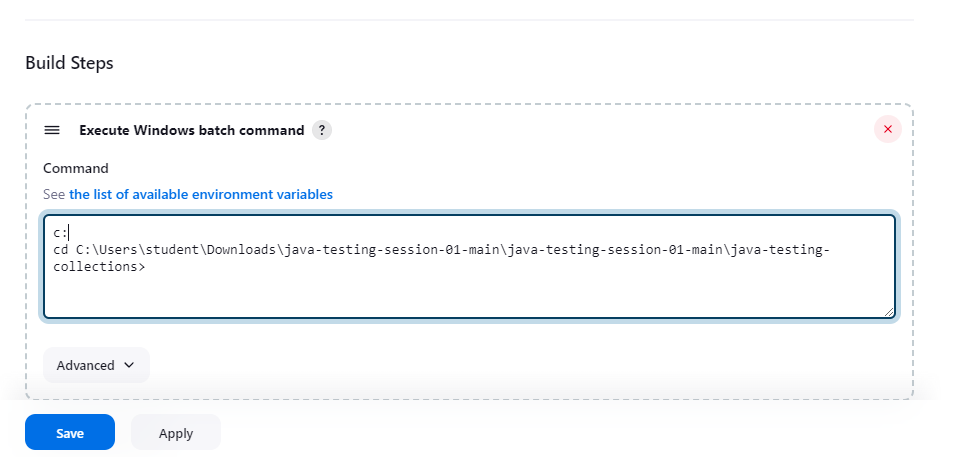 Build Steps
Execute Windows batch command ?
Command
See the list of available environment variables
c:
cd C:\Users\student\Downloads\java-testing-session-01-main\java-testing-session-01-main\java-testing-
collections>
Advanced
Save Apply